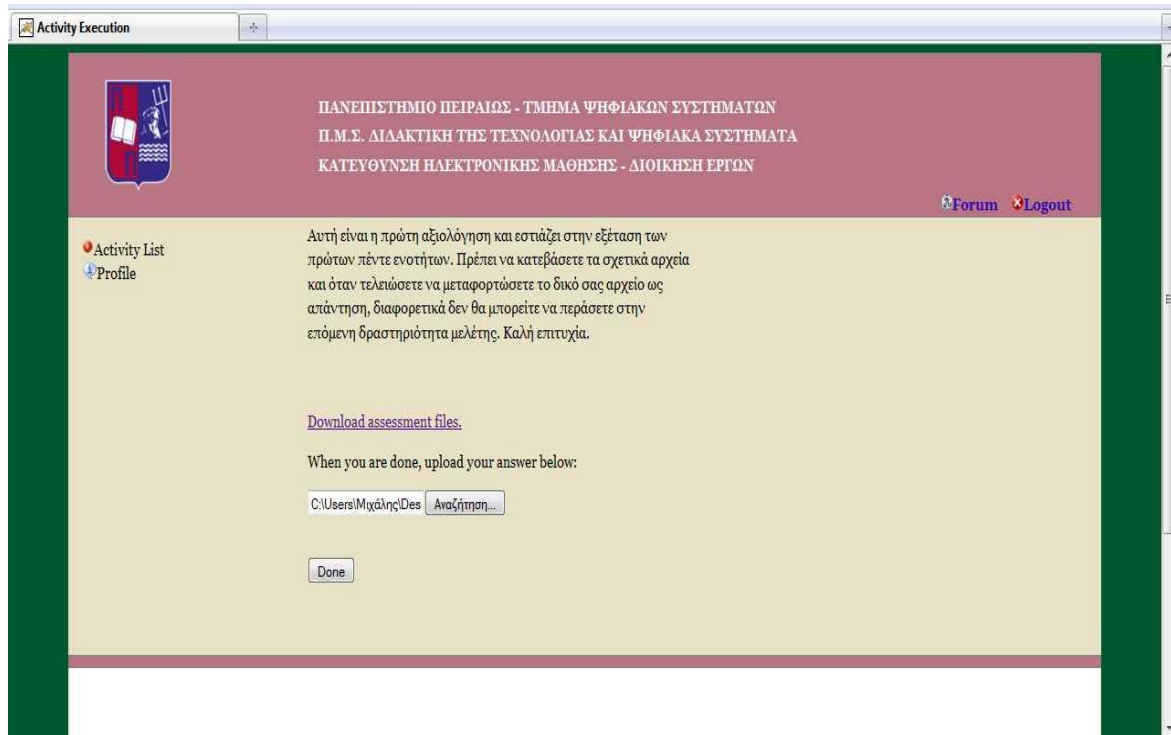 Activity Execution
ΠΑΝΕΠΙΣΤΗΜΙΟ ΠΕΙΡΑΙΩΣ - ΤΜΗΜΑ ΨΗΦΙΑΚΩΝ ΣΥΣΤΗΜΑΤΩΝ
Π.Μ.Σ. ΔΙΔΑΚΤΙΚΗ ΤΗΣ ΤΕΧΝΟΛΟΓΙΑΣ ΚΑΙ ΨΗΦΙΑΚΑ ΣΥΣΤΗΜΑΤΑ
ΚΑΤΕΥΘΥΝΣΗ ΗΛΕΚΤΡΟΝΙΚΗΣ ΜΑΘΗΣΗΣ - ΔΙΟΙΚΗΣΗ ΕΡΓΩΝ
Forum Logout
Activity List
Profile
Αυτή είναι η πρώτη αξιολόγηση και εστιάζει στην εξέταση των
πρώτων πέντε ενοτήτων. Πρέπει να κατεβάσετε τα σχετικά αρχεία
και όταν τελειώσετε να μεταφορτώσετε το δικό σας αρχείο ως
απάντηση, διαφορετικά δεν θα μπορείτε να περάσετε στην
επόμενη δραστηριότητα μελέτης. Καλή επιτυχία.
Download assessment files.
When you are done, upload your answer below:
C:\Users\Μιχάλης\Des Αναζήτηση...
Done